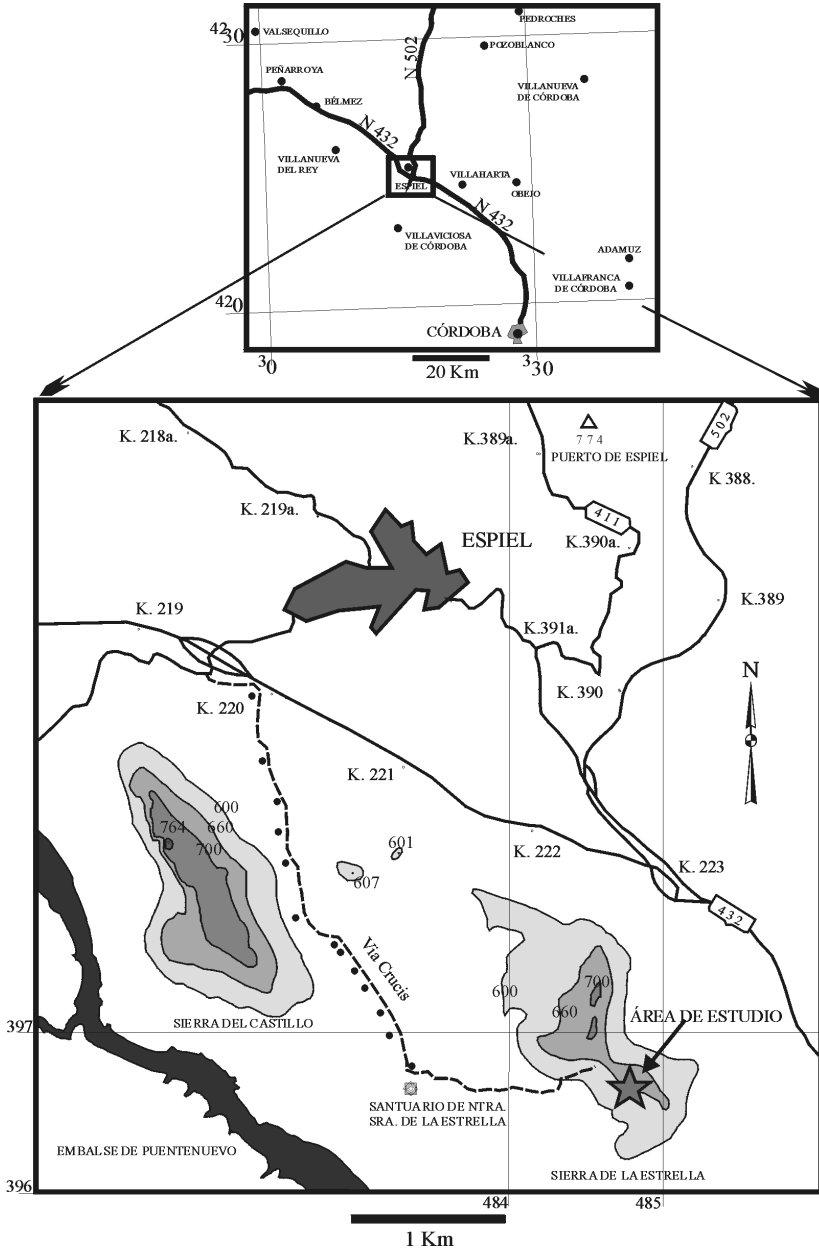 PEDROCHES
42
30
VALSEQUILLO
POZOBLANCO
N 502
PEÑARROYA
VILLANUEVA
DE CÓRDOBA
BÉLMEZ
N 432
VILLANUEVA
DEL REY
VILLAHARTA
ESPIEL
OBEJO
N 432
VILLAVICIOSA
DE CÓRDOBA
ADAMUZ
VILLAFRANCA
DE CÓRDOBA
42
0
CÓRDOBA
3
0
20 Km
3
30
K. 218a.
K.389a.
774
PUERTO DE ESPIEL
502
K 388.
K. 219a.
411
ESPIEL
K.390a.
K. 219
K.389
K.391a.
N
K. 390
K. 220
K. 221
600
764
660
700
601
607
K. 222
K. 223
432
Via Crucis
700
600
660
ÁREA DE ESTUDIO
SIERRA DEL CASTILLO
397
SANTUARIO DE NTRA.
SRA. DE LA ESTRELLA
EMBALSE DE PUENTENUEVO
SIERRA DE LA ESTRELLA
396
484
485
1 Km